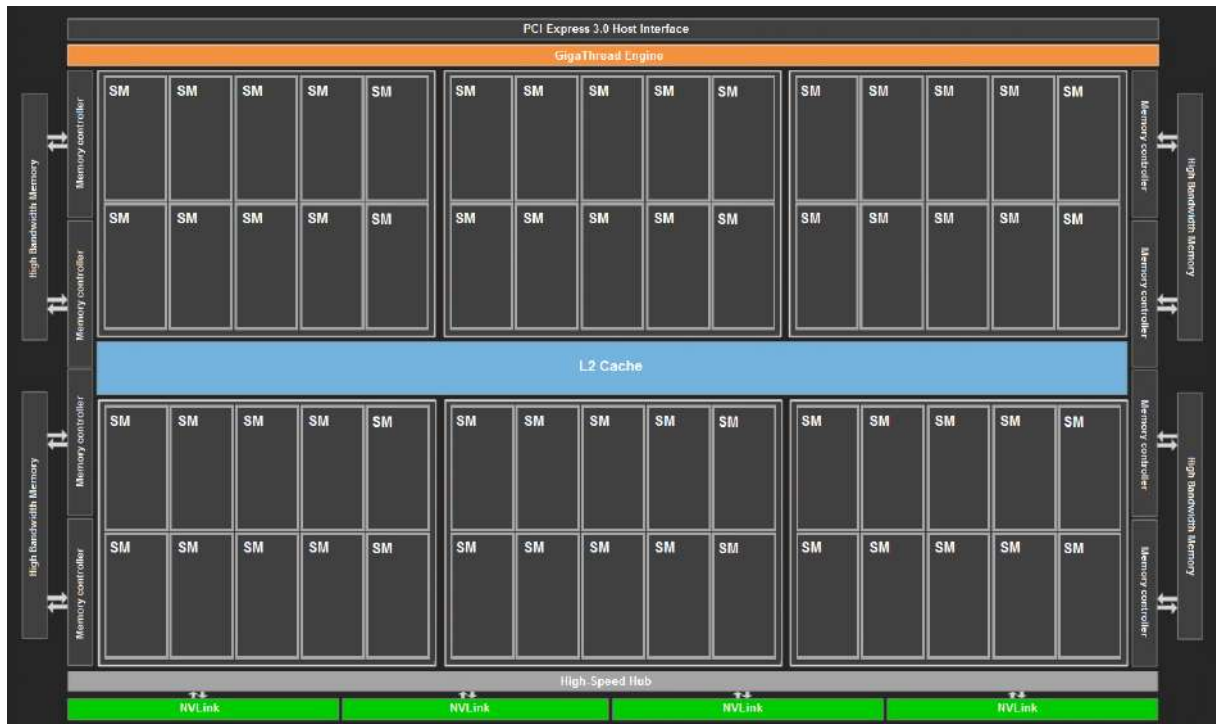 PCI Express 3.0 Host Interface
GigaThread Engine
High Bandwidth Memory
High Bandwidth Memory
Memory controller
Memory controller
Memory controller
Memory controller
SM SM SM SM SM SM SM SM SM SM SM SM SM SM SM
SM SM SM SM SM SM SM SM SM SM SM SM SM SM SM
L2 Cache
SM SM SM SM SM SM SM SM SM SM SM SM SM SM SM
SM SM SM SM SM SM SM SM SM SM SM SM SM SM SM
Memory controller
Memory controller
Memory controller
Memory controller
High Bandwidth Memory
High Bandwidth Memory
High-Speed Hub
NVLink NVLink NVLink NVLink